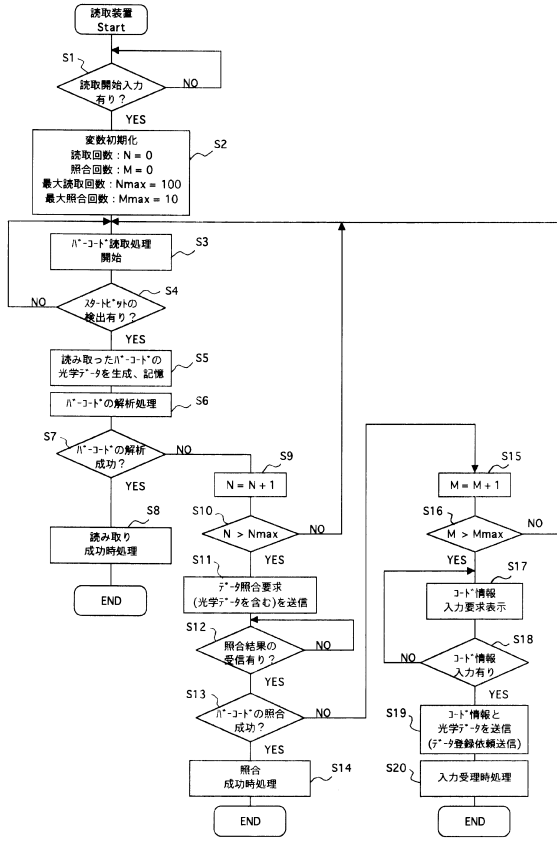 読取装置
Start
S1
読取開始入力
有り？
NO
YES
変数初期化
読取回数：N = 0
照合回数：M = 0
最大読取回数：Nmax = 100
最大照合回数：Mmax = 10
S2
ﾊﾞｰｺｰﾄﾞ読取処理
開始
S3
S4
ｽﾀｰﾄﾋﾞｯﾄの
検出有り？
NO
YES
読み取ったﾊﾞｰｺｰﾄﾞの
光学データを生成、記憶
S5
ﾊﾞｰｺｰﾄﾞの解析処理
S6
S7
ﾊﾞｰｺｰﾄﾞの解析
成功？
NO
YES
S8
読み取り
成功時処理
END
S9
N = N + 1
S10
N > Nmax
NO
YES
S11
データ照合要求
(光学データを含む)を送信
S12
照合結果の
受信有り？
NO
YES
S13
ﾊﾞｰｺｰﾄﾞの照合
成功？
NO
YES
照合
成功時処理
S14
END
S15
M = M + 1
S16
M > Mmax
NO
YES
S17
ｺｰﾄﾞ情報
入力要求表示
S18
ｺｰﾄﾞ情報
入力有り
NO
YES
S19
ｺｰﾄﾞ情報と
光学データを送信
(データ登録依頼送信)
S20
入力受理時処理
END